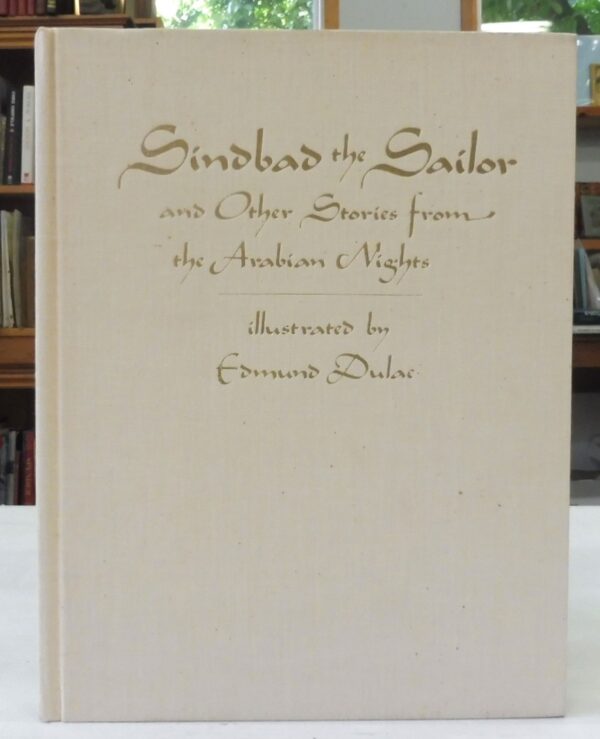 Sindbad the Sailor
and Other Stories from
the Arabian Nights
illustrated by
Edmund Dulac